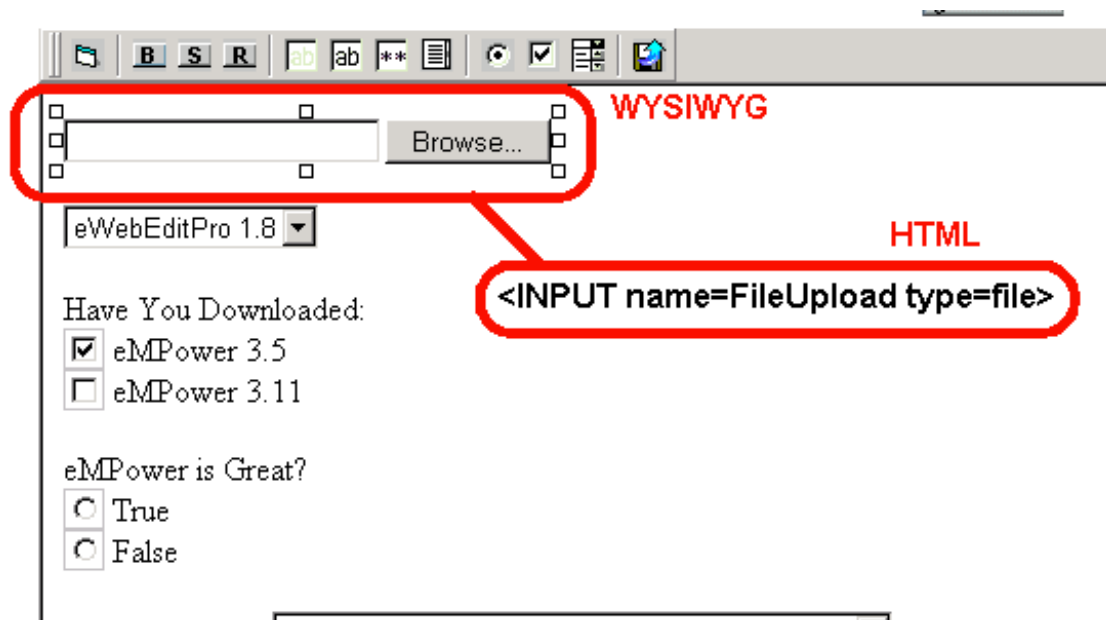 B S R ab ab **
WYSIWYG
Browse...
eWebEditPro 1.8
HTML
<INPUT name=FileUpload type=file>
Have You Downloaded:
eMPower 3.5
eMPower 3.11
eMPower is Great?
True
False